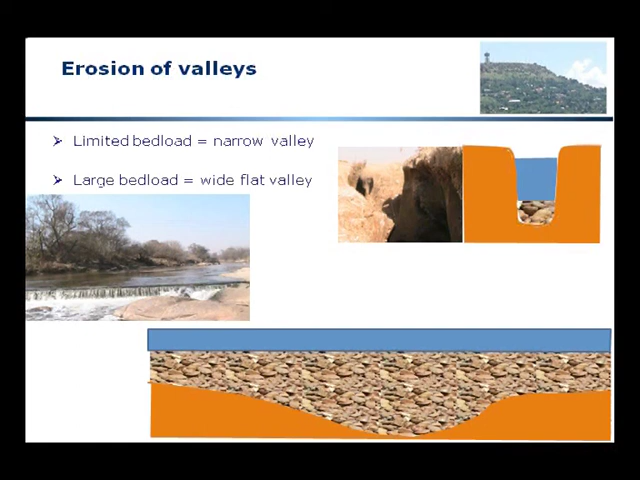 Erosion of valleys
Limited bedload = narrow valley
Large bedload = wide flat valley